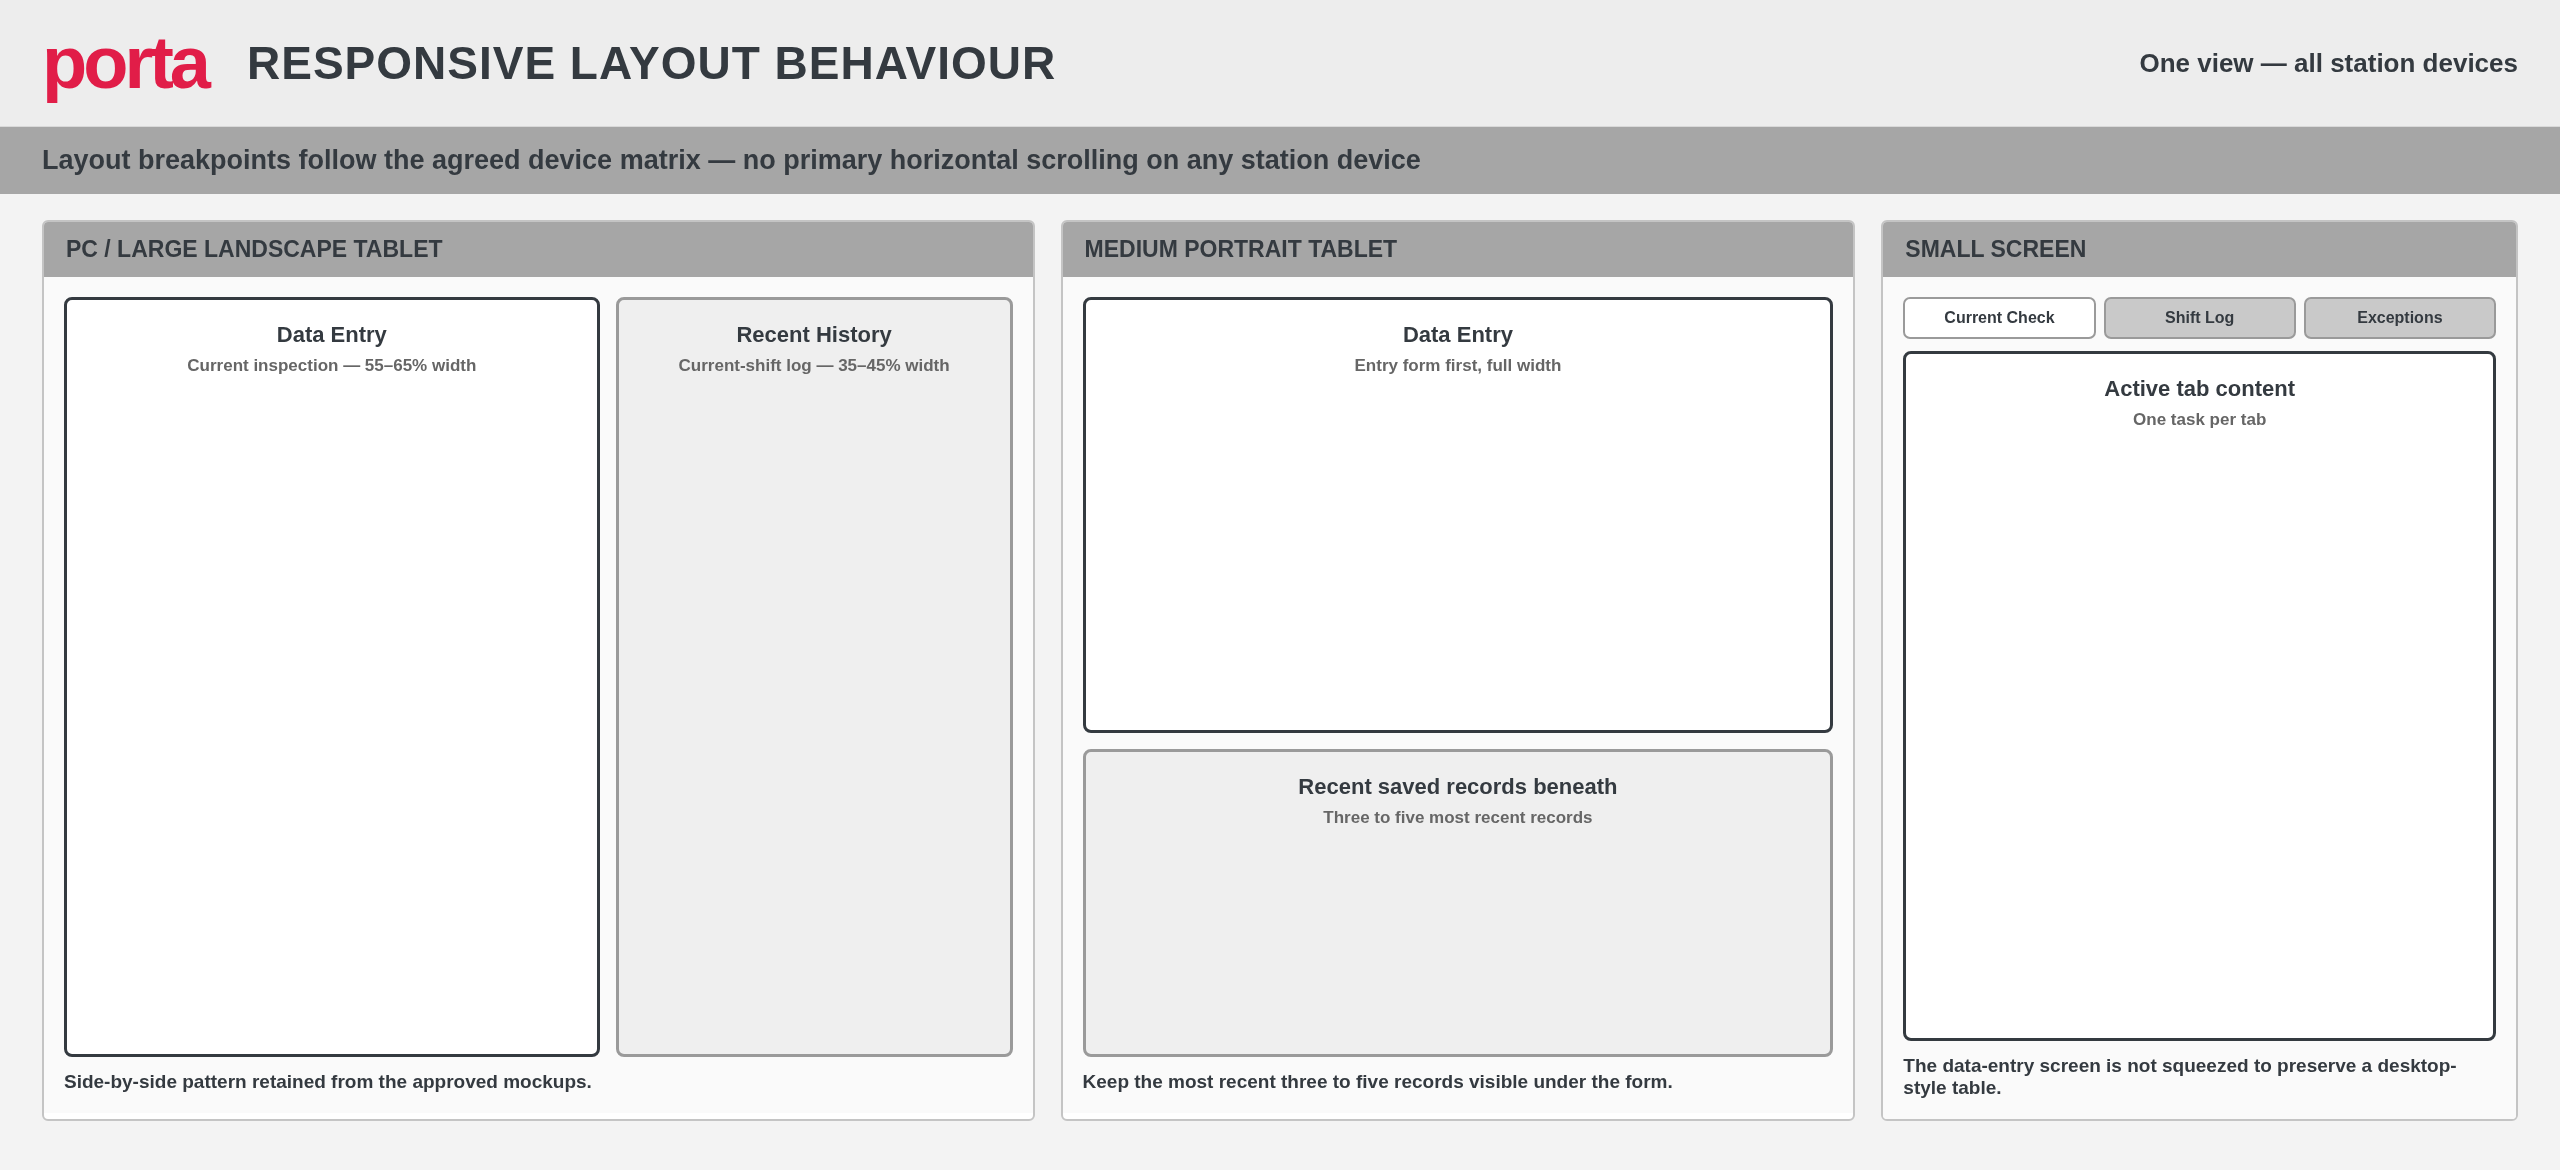 porta
RESPONSIVE LAYOUT BEHAVIOUR
One view — all station devices
Layout breakpoints follow the agreed device matrix — no primary horizontal scrolling on any station device
PC / LARGE LANDSCAPE TABLET
Data Entry
Current inspection — 55–65% width
Recent History
Current-shift log — 35–45% width
Side-by-side pattern retained from the approved mockups.
MEDIUM PORTRAIT TABLET
Data Entry
Entry form first, full width
Recent saved records beneath
Three to five most recent records
Keep the most recent three to five records visible under the form.
SMALL SCREEN
Current Check
Shift Log
Exceptions
Active tab content
One task per tab
The data-entry screen is not squeezed to preserve a desktop-
style table.